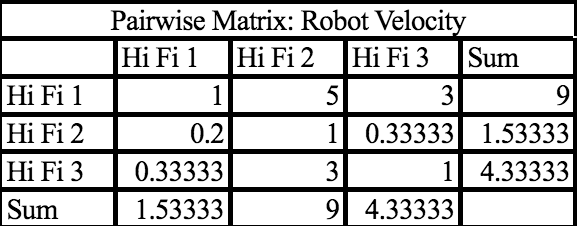 Pairwise Matrix: Robot Velocity
Hi Fi 1 Hi Fi 2 Hi Fi 3 Sum
Hi Fi 1 1 5 3 9
Hi Fi 2 0.2 1 0.33333 1.53333
Hi Fi 3 0.33333 3 1 4.33333
Sum 1.53333 9 4.33333